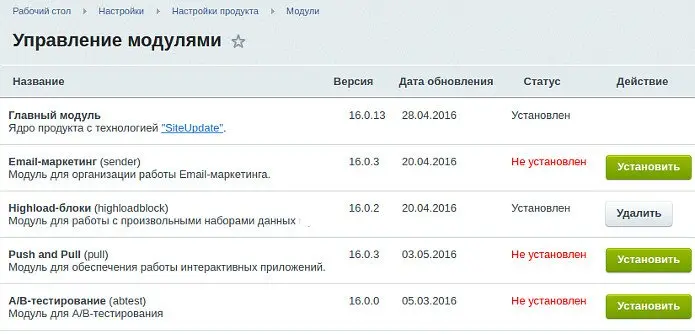 Рабочий стол Настройки Настройки продукта Модули
Управление модулями
Название Версия Дата обновления Статус Действие
Главный модуль 16.0.13 28.04.2016 Установлен
Ядро продукта с технологией "SiteUpdate".
Email-маркетинг (sender) 16.0.3 20.04.2016 Не установлен Установить
Модуль для организации работы Email-маркетинга.
Highload-блоки (highloadblock) 16.0.2 20.04.2016 Установлен Удалить
Модуль для работы с произвольными наборами данных
Push and Pull (pull) 16.0.3 03.05.2016 Не установлен Установить
Модуль для обеспечения работы интерактивных приложений.
A/B-тестирование (abtest) 16.0.0 05.03.2016 Не установлен Установить
Модуль для A/B-тестирования